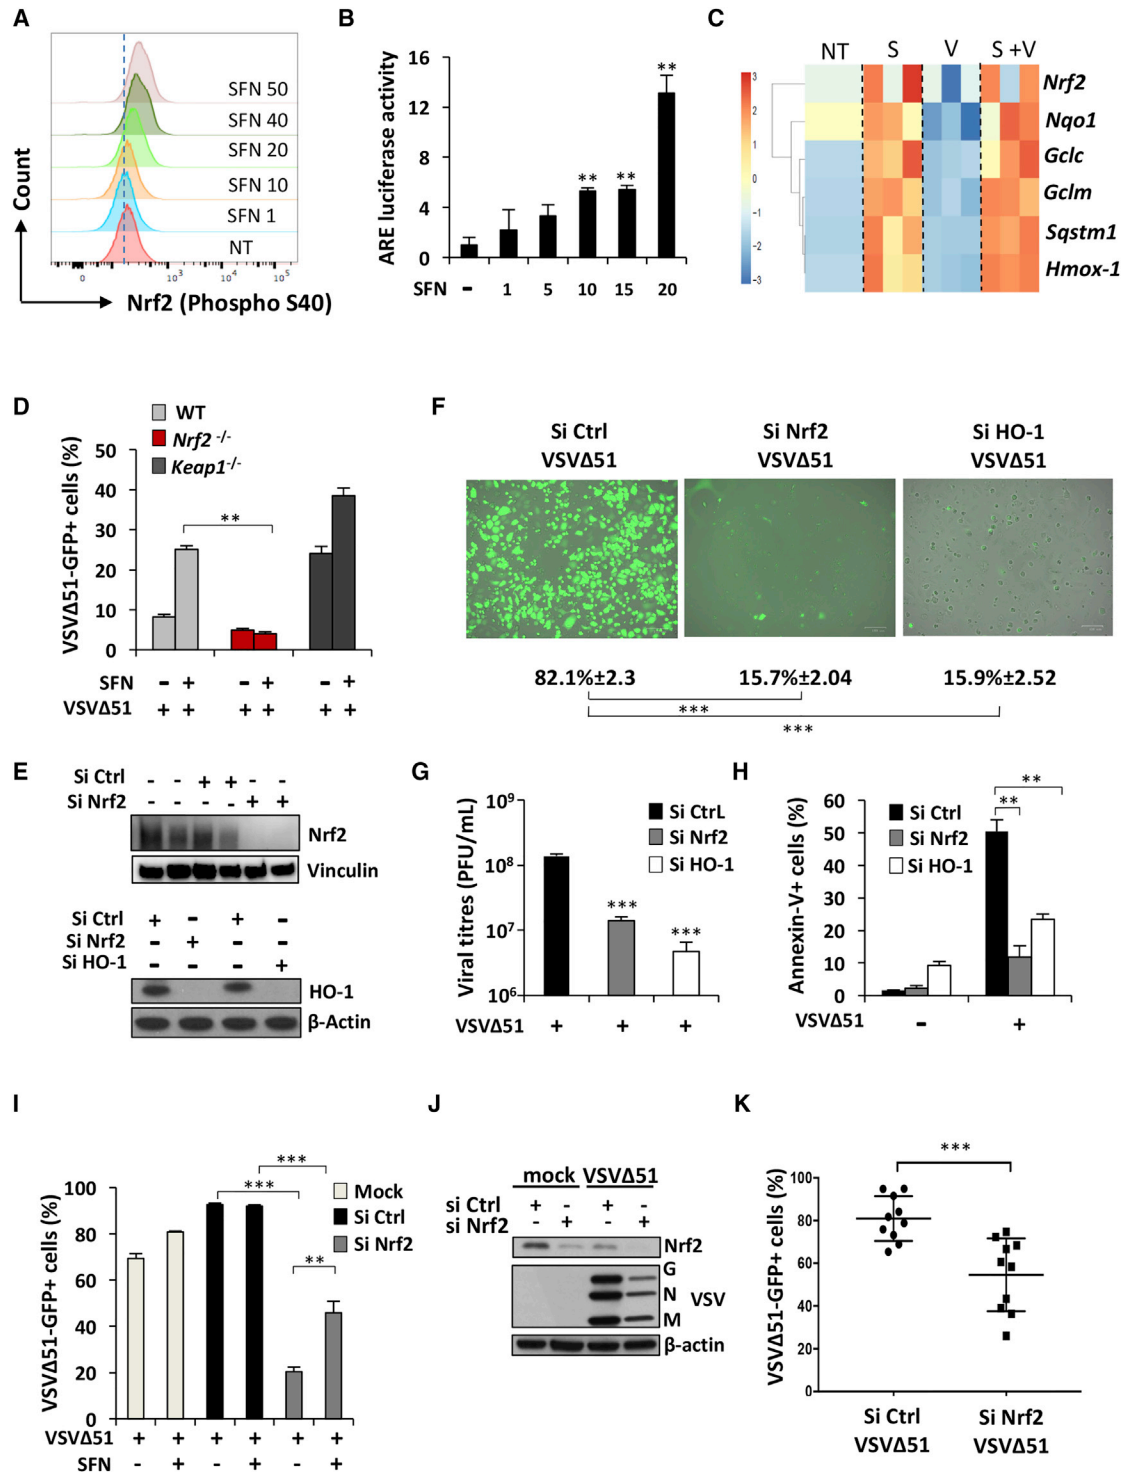 A
Count
SFN 50
SFN 40
SFN 20
SFN 10
SFN 1
NT
0 10³ 10⁴ 10⁵
Nrf2 (Phospho S40)
B
ARE luciferase activity
16
12
8
4
0
** ** **
SFN - 1 5 10 15 20
C
NT S V S +V
3
2
1
0
−1
−2
−3
Nrf2
Nqo1
Gclc
Gclm
Sqstm1
Hmox-1
D
WT
Nrf2 -/-
Keap1-/-
VSVΔ51-GFP+ cells (%)
50
40
30
20
10
0
**
SFN - + - + - +
VSVΔ51 + + + + + +
F
Si Ctrl Si Nrf2 Si HO-1
VSVΔ51 VSVΔ51 VSVΔ51
82.1%±2.3 15.7%±2.04 15.9%±2.52
***
***
E
Si Ctrl - - + + - -
Si Nrf2 - - - - + +
Nrf2
Vinculin
Si Ctrl + - + -
Si Nrf2 - + - -
Si HO-1 - - - +
HO-1
β-Actin
G
Viral titres (PFU/mL)
10⁹
10⁸
10⁷
10⁶
Si CtrL
Si Nrf2
Si HO-1
***
***
VSVΔ51 + + +
H
Annexin-V+ cells (%)
60
50
40
30
20
10
0
Si Ctrl
Si Nrf2
Si HO-1
**
**
VSVΔ51 - +
I
VSVΔ51-GFP+ cells (%)
100
80
60
40
20
0
***
***
**
Mock
Si Ctrl
Si Nrf2
VSVΔ51 + + + + + +
SFN - + - + - +
J
mock VSVΔ51
si Ctrl + - + -
si Nrf2 - + - +
Nrf2
G
N VSV
M
β-actin
K
VSVΔ51-GFP+ cells (%)
100
80
60
40
20
0
***
Si Ctrl Si Nrf2
VSVΔ51 VSVΔ51